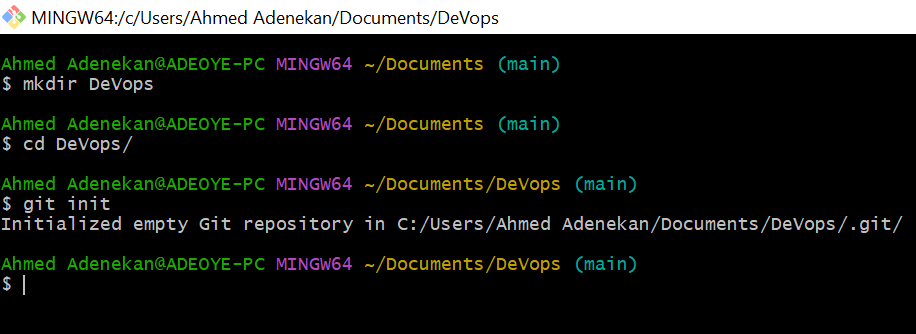 MINGW64:/c/Users/Ahmed Adenekan/Documents/DeVops
Ahmed Adenekan@ADEOYE-PC MINGW64 ~/Documents (main)
$ mkdir DeVops
Ahmed Adenekan@ADEOYE-PC MINGW64 ~/Documents (main)
$ cd DeVops/
Ahmed Adenekan@ADEOYE-PC MINGW64 ~/Documents/DeVops (main)
$ git init
Initialized empty Git repository in C:/Users/Ahmed Adenekan/Documents/DeVops/.git/
Ahmed Adenekan@ADEOYE-PC MINGW64 ~/Documents/DeVops (main)
$